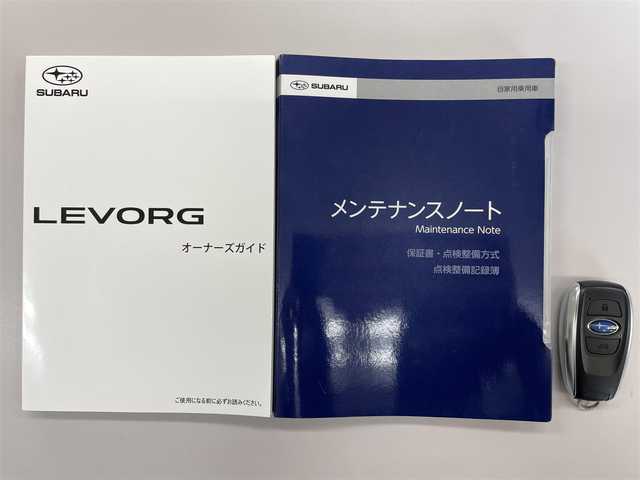 SUBARU
LEVORG
オーナーズガイド
ご使用になる前に必ずお読みください。
SUBARU
自家用乗用車
メンテナンスノート
Maintenance Note
保証書・点検整備方式
点検整備記録簿